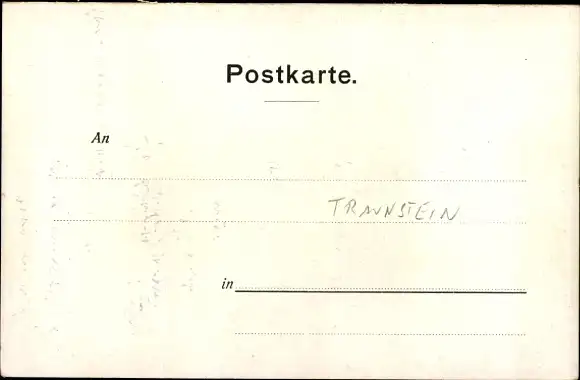 Postkarte.
An
TRAUNSTEIN
in